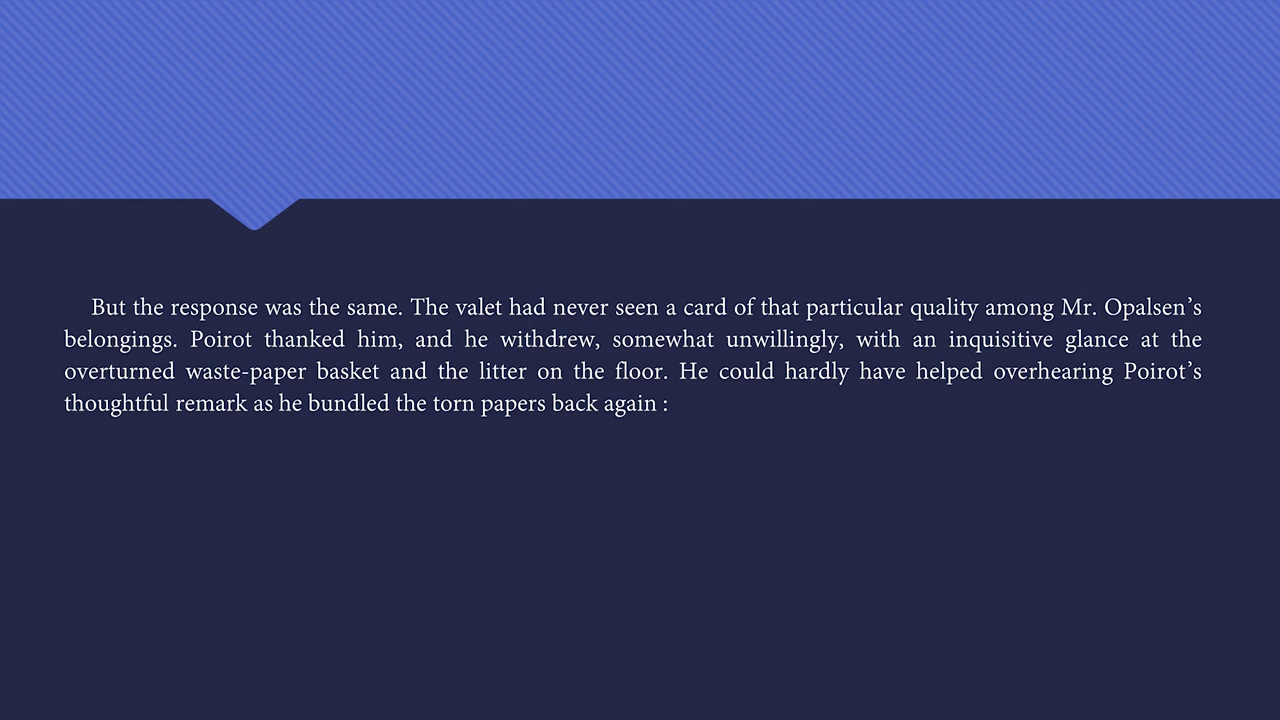 But the response was the same. The valet had never seen a card of that particular quality among Mr. Opalsen’s
belongings. Poirot thanked him, and he withdrew, somewhat unwillingly, with an inquisitive glance at the
overturned waste-paper basket and the litter on the floor. He could hardly have helped overhearing Poirot’s
thoughtful remark as he bundled the torn papers back again :